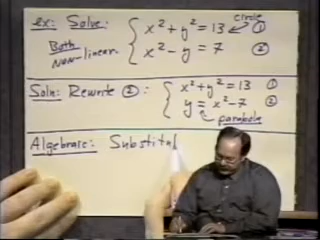 ex: Solve: { x² + y² = 13 ① circle
Both Non-linear. x² - y = 7 ②
Soln: Rewrite ②: { x² + y² = 13 ①
y = x² - 7 ②
parabola
Algebraic: Substitut